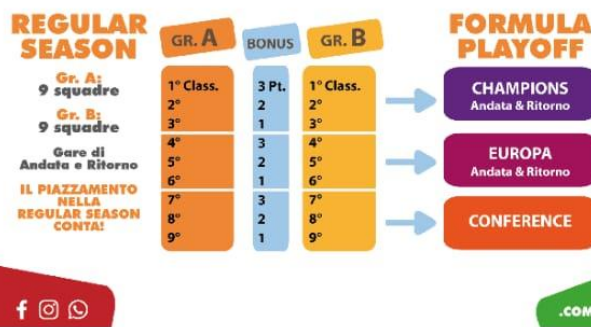 REGULAR
SEASON
Gr. A:
9 squadre
Gr. B:
9 squadre
Gare di
Andata e Ritorno
IL PIAZZAMENTO
NELLA
REGULAR SEASON
CONTA!
GR. A BONUS GR. B
1° Class. 3 Pt. 1° Class.
2° 2 2°
3° 1 3°
4° 3 4°
5° 2 5°
6° 1 6°
7° 3 7°
8° 2 8°
9° 1 9°
FORMULA
PLAYOFF
CHAMPIONS
Andata & Ritorno
EUROPA
Andata & Ritorno
CONFERENCE
.COM